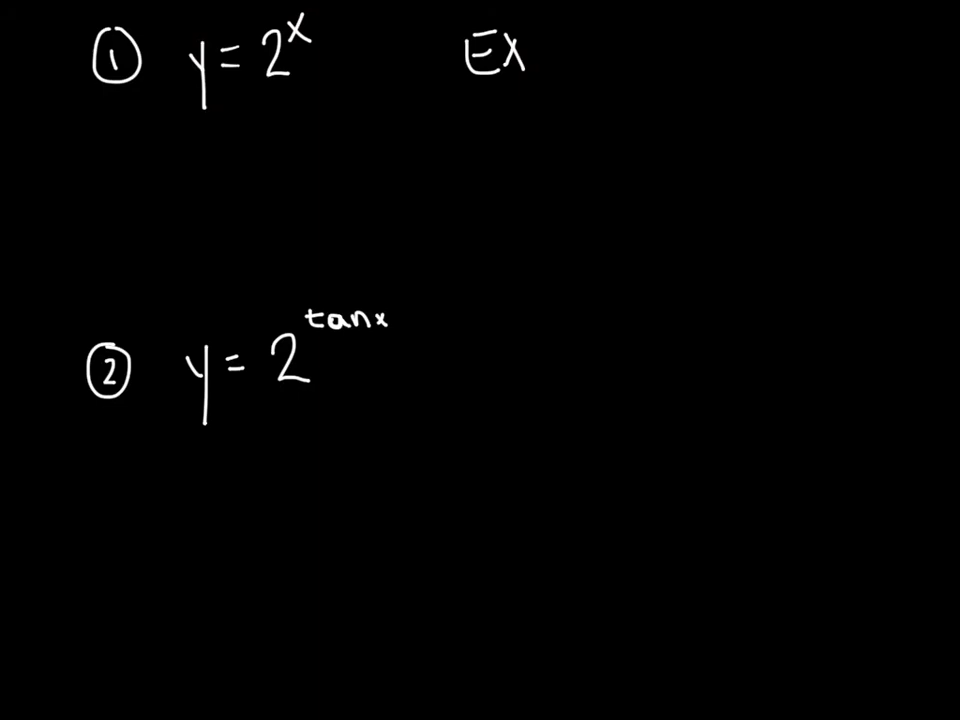 ① y = 2^x EX
② y = 2^tanx